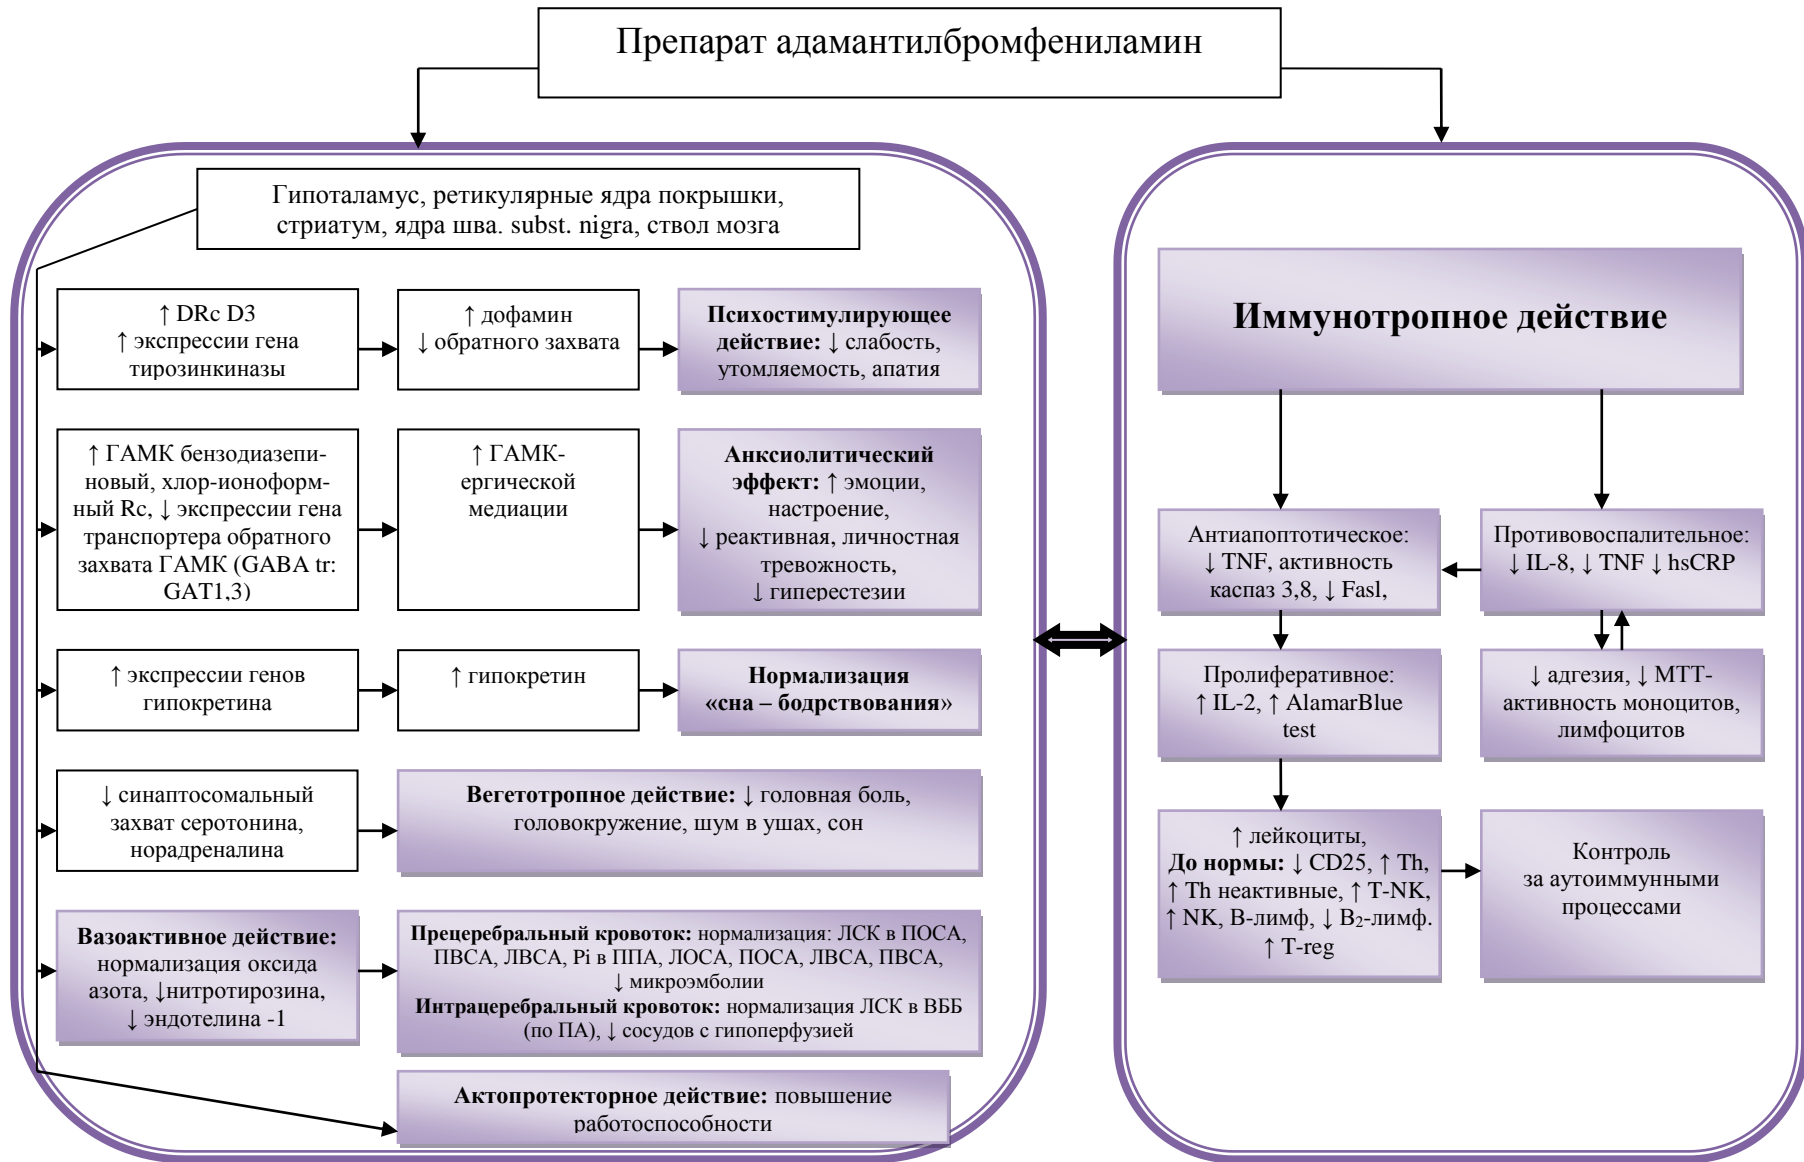 Препарат адамантилбромфениламин
Гипоталамус, ретикулярные ядра покрышки,
стриатум, ядра шва. subst. nigra, ствол мозга
↑ DRc D3
↑ экспрессии гена
тирозинкиназы
↑ дофамин
↓ обратного захвата
Психостимулирующее
действие: ↓ слабость,
утомляемость, апатия
↑ ГАМК бензодиазепи-
новый, хлор-ионоформ-
ный Rc, ↓ экспрессии гена
транспортера обратного
захвата ГАМК (GABA tr:
GAT1,3)
↑ ГАМК-
ергической
медиации
Анксиолитический
эффект: ↑ эмоции,
настроение,
↓ реактивная, личностная
тревожность,
↓ гиперестезии
↑ экспрессии генов
гипокретина
↑ гипокретин
Нормализация
«сна – бодрствования»
↓ синаптосомальный
захват серотонина,
норадреналина
Вегетотропное действие: ↓ головная боль,
головокружение, шум в ушах, сон
Вазоактивное действие:
нормализация оксида
азота, ↓нитротирозина,
↓ эндотелина -1
Прецеребральный кровоток: нормализация: ЛСК в ПОСА,
ПВСА, ЛВСА, Pi в ППА, ЛОСА, ПОСА, ЛВСА, ПВСА,
↓ микроэмболии
Интрацеребральный кровоток: нормализация ЛСК в ВББ
(по ПА), ↓ сосудов с гипоперфузией
Актопротекторное действие: повышение
работоспособности
Иммунотропное действие
Антиапоптотическое:
↓ TNF, активность
каспаз 3,8, ↓ Fasl,
Противовоспалительное:
↓ IL-8, ↓ TNF ↓ hsCRP
Пролиферативное:
↑ IL-2, ↑ AlamarBlue
test
↓ адгезия, ↓ МТТ-
активность моноцитов,
лимфоцитов
↑ лейкоциты,
До нормы: ↓ CD25, ↑ Th,
↑ Th неактивные, ↑ T-NK,
↑ NK, В-лимф, ↓ В₂-лимф.
↑ T-reg
Контроль
за аутоиммунными
процессами